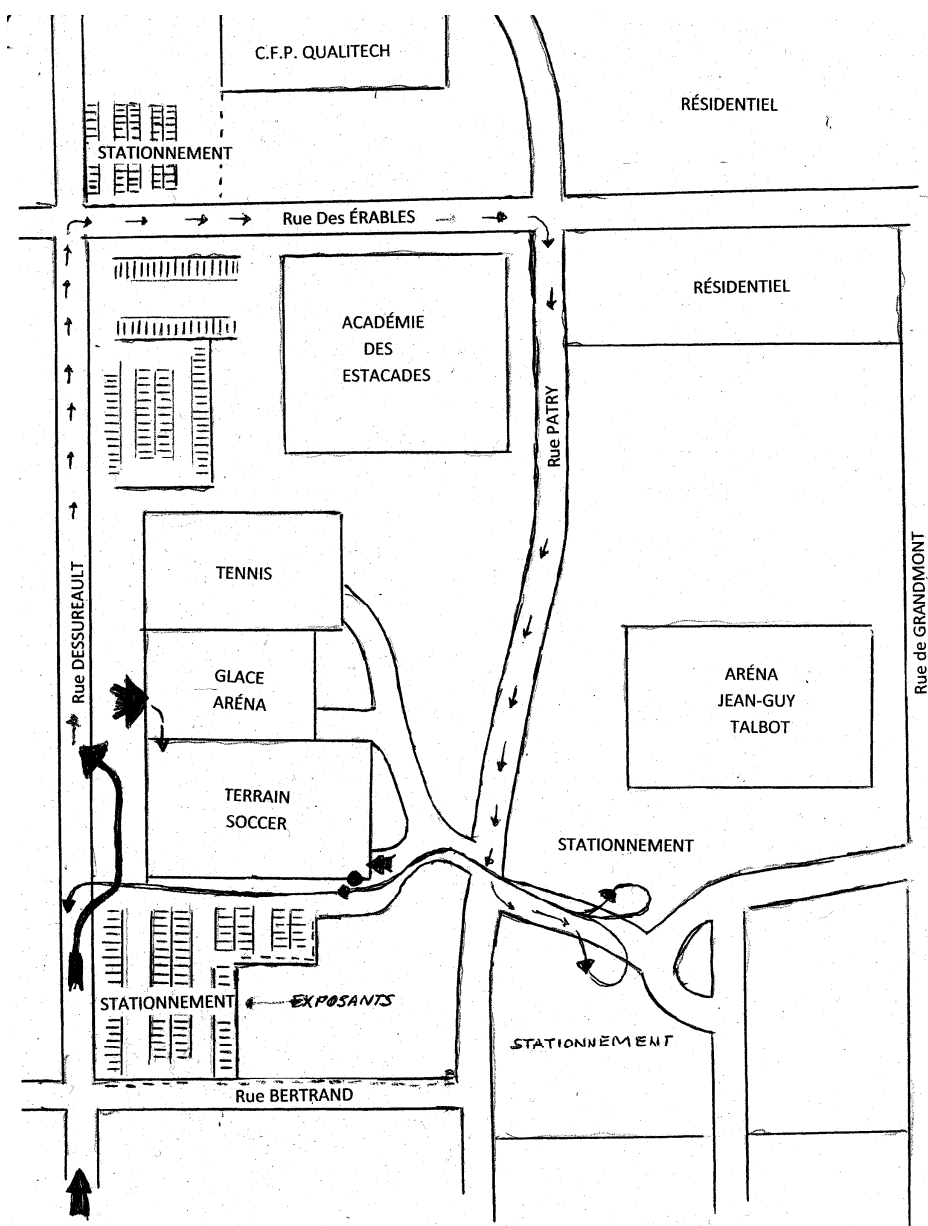 C.F.P. QUALITECH
RÉSIDENTIEL
STATIONNEMENT
Rue Des ÉRABLES
RÉSIDENTIEL
ACADÉMIE
DES
ESTACADES
Rue PATRY
Rue de GRANDMONT
TENNIS
Rue DESSUREAULT
GLACE
ARÉNA
ARÉNA
JEAN-GUY
TALBOT
TERRAIN
SOCCER
STATIONNEMENT
STATIONNEMENT
EXPOSANTS
STATIONNEMENT
Rue BERTRAND